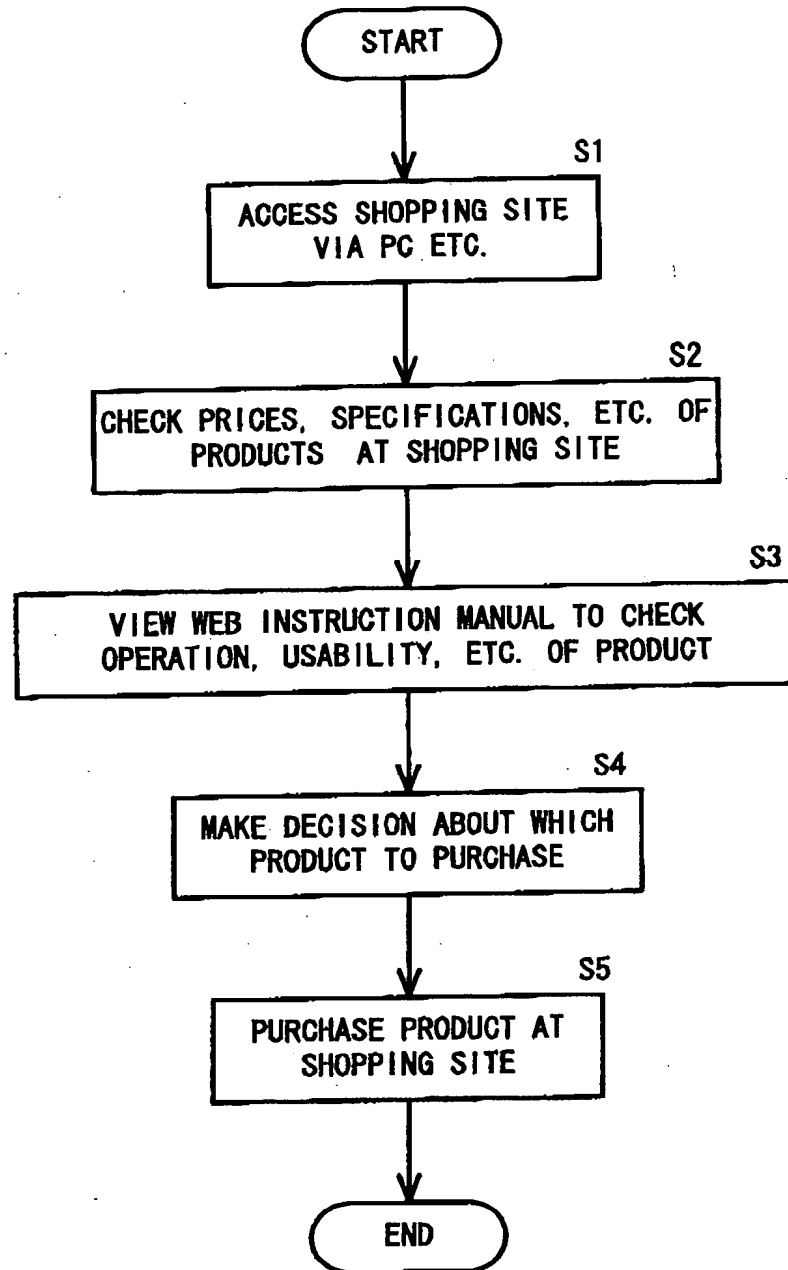 START
S1
ACCESS SHOPPING SITE
VIA PC ETC.
S2
CHECK PRICES, SPECIFICATIONS, ETC. OF
PRODUCTS AT SHOPPING SITE
S3
VIEW WEB INSTRUCTION MANUAL TO CHECK
OPERATION, USABILITY, ETC. OF PRODUCT
S4
MAKE DECISION ABOUT WHICH
PRODUCT TO PURCHASE
S5
PURCHASE PRODUCT AT
SHOPPING SITE
END